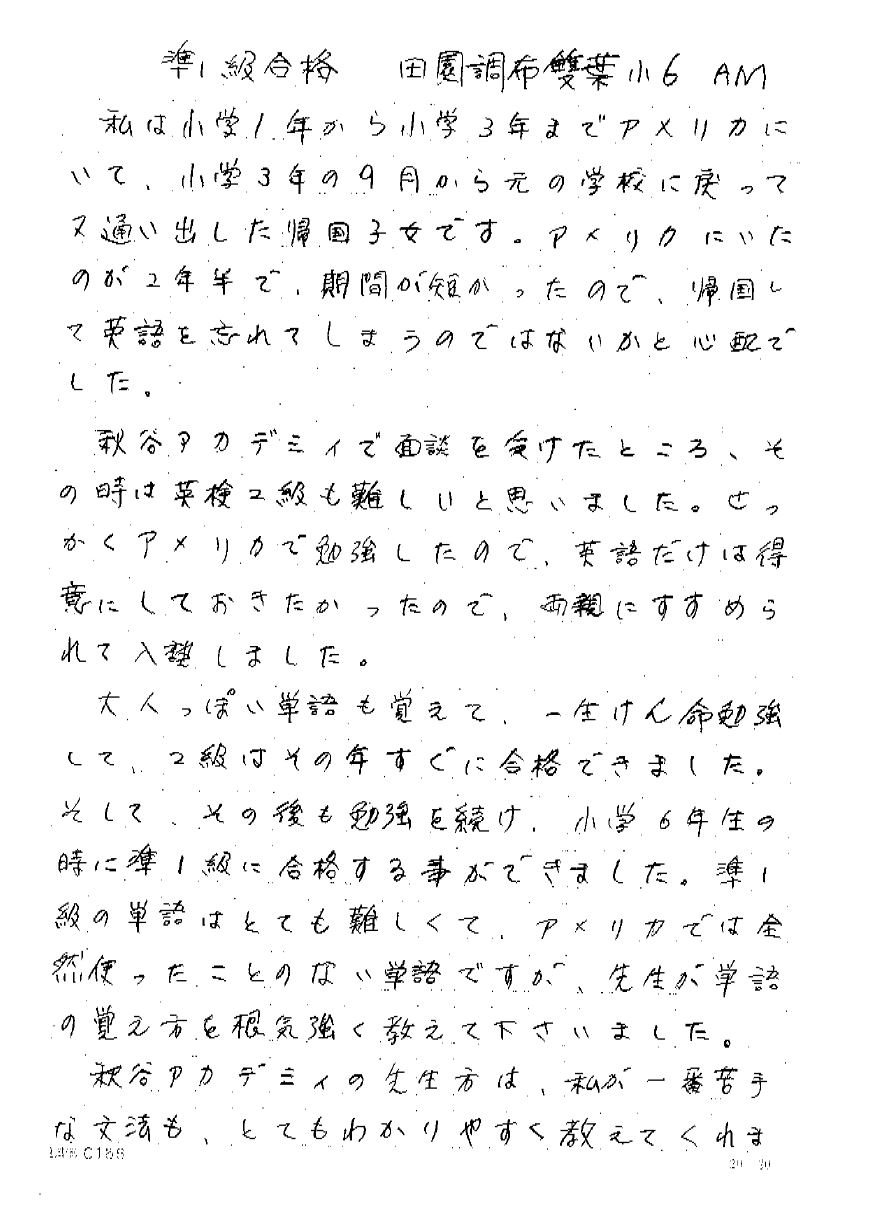 準1級合格　田園調布雙葉小6 AM
私は小学1年から小学3年までアメリカに
いて、小学3年の9月から元の学校に戻って
又通い出した帰国子女です。アメリカにいた
のが2年半で、期間が短かったので、帰国し
て英語を忘れてしまうのではないかと心配で
した。
秋谷アカデミィで面談を受けたところ、そ
の時は英検2級も難しいと思いました。せっ
かくアメリカで勉強したので、英語だけは得
意にしておきたかったので、両親にすすめら
れて入塾しました。
大人っぽい単語も覚えて、一生けん命勉強
して、2級はその年すぐに合格できました。
そして、その後も勉強を続け、小学6年生の
時に準1級に合格する事ができました。準1
級の単語はとても難しくて、アメリカでは全
然使ったことのない単語ですが、先生が単語
の覚え方を根気強く教えて下さいました。
秋谷アカデミィの先生方は、私が一番苦手
な文法も、とてもわかりやすく教えてくれま
20 20